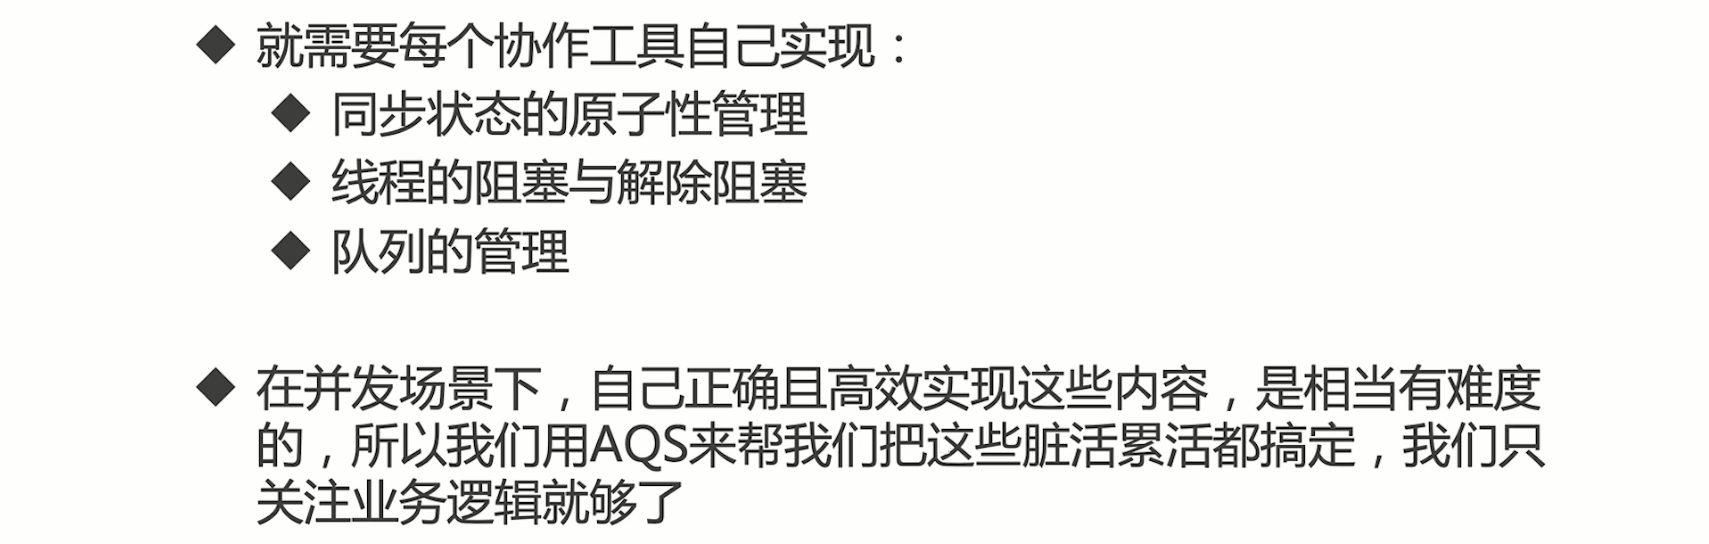 ◆ 就需要每个协作工具自己实现：
◆ 同步状态的原子性管理
◆ 线程的阻塞与解除阻塞
◆ 队列的管理
◆ 在并发场景下，自己正确且高效实现这些内容，是相当有难度
的，所以我们用AQS来帮我们把这些脏活累活都搞定，我们只
关注业务逻辑就够了